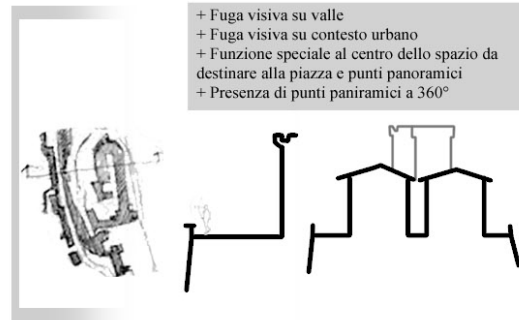 + Fuga visiva su valle
+ Fuga visiva su contesto urbano
+ Funzione speciale al centro dello spazio da
destinare alla piazza e punti panoramici
+ Presenza di punti paniramici a 360°